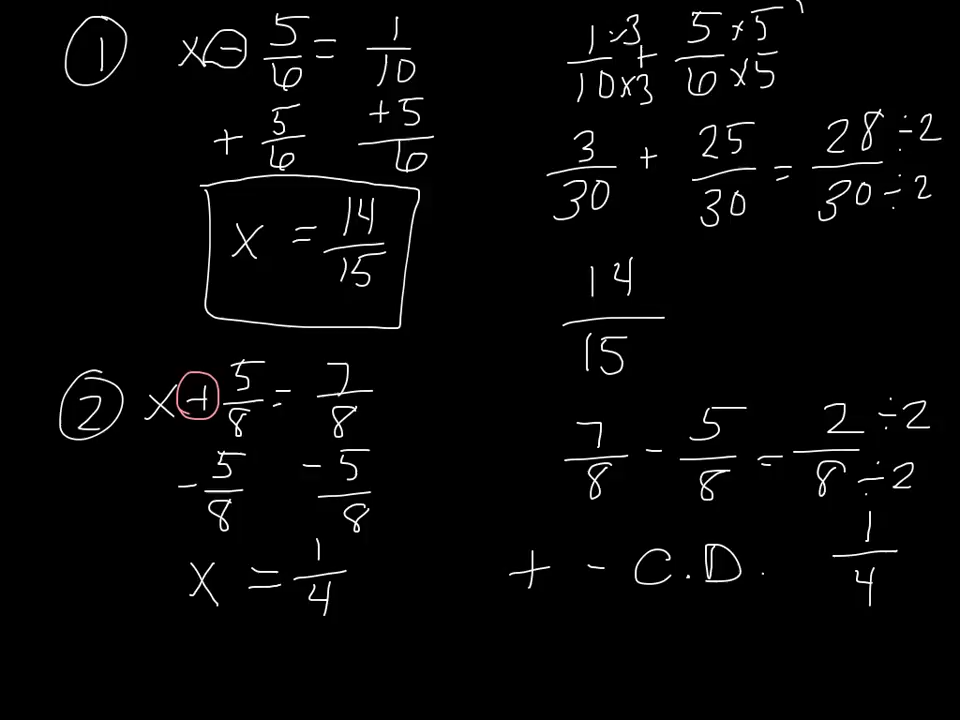 ① x - 5/6 = 1/10
+ 5/6 + 5/6
x = 14/15
1×3/10×3 + 5×5/6×5
3/30 + 25/30 = 28÷2/30÷2
14/15
② x + 5/8 = 7/8
- 5/8 - 5/8
x = 1/4
7/8 - 5/8 = 2÷2/8÷2
+ - C.D.
1/4